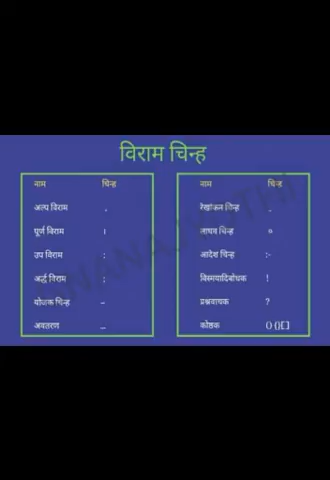 विराम चिन्ह
नाम चिन्ह
अल्प विराम ,
पूर्ण विराम ।
उप विराम :
अर्द्ध विराम ;
योजक चिन्ह –
अवतरण _
नाम चिन्ह
रेखांकन चिन्ह _
लाघव चिन्ह ०
आदेश चिन्ह :-
विस्मयादिबोधक !
प्रश्नवाचक ?
कोष्ठक () {} []